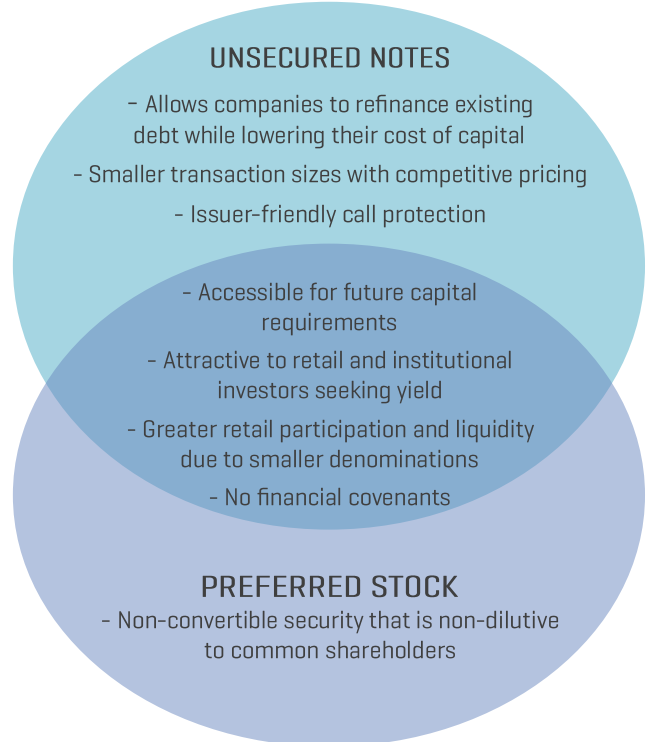 UNSECURED NOTES
- Allows companies to refinance existing
debt while lowering their cost of capital
- Smaller transaction sizes with competitive pricing
- Issuer-friendly call protection
- Accessible for future capital
requirements
- Attractive to retail and institutional
investors seeking yield
- Greater retail participation and liquidity
due to smaller denominations
- No financial covenants
PREFERRED STOCK
- Non-convertible security that is non-dilutive
to common shareholders